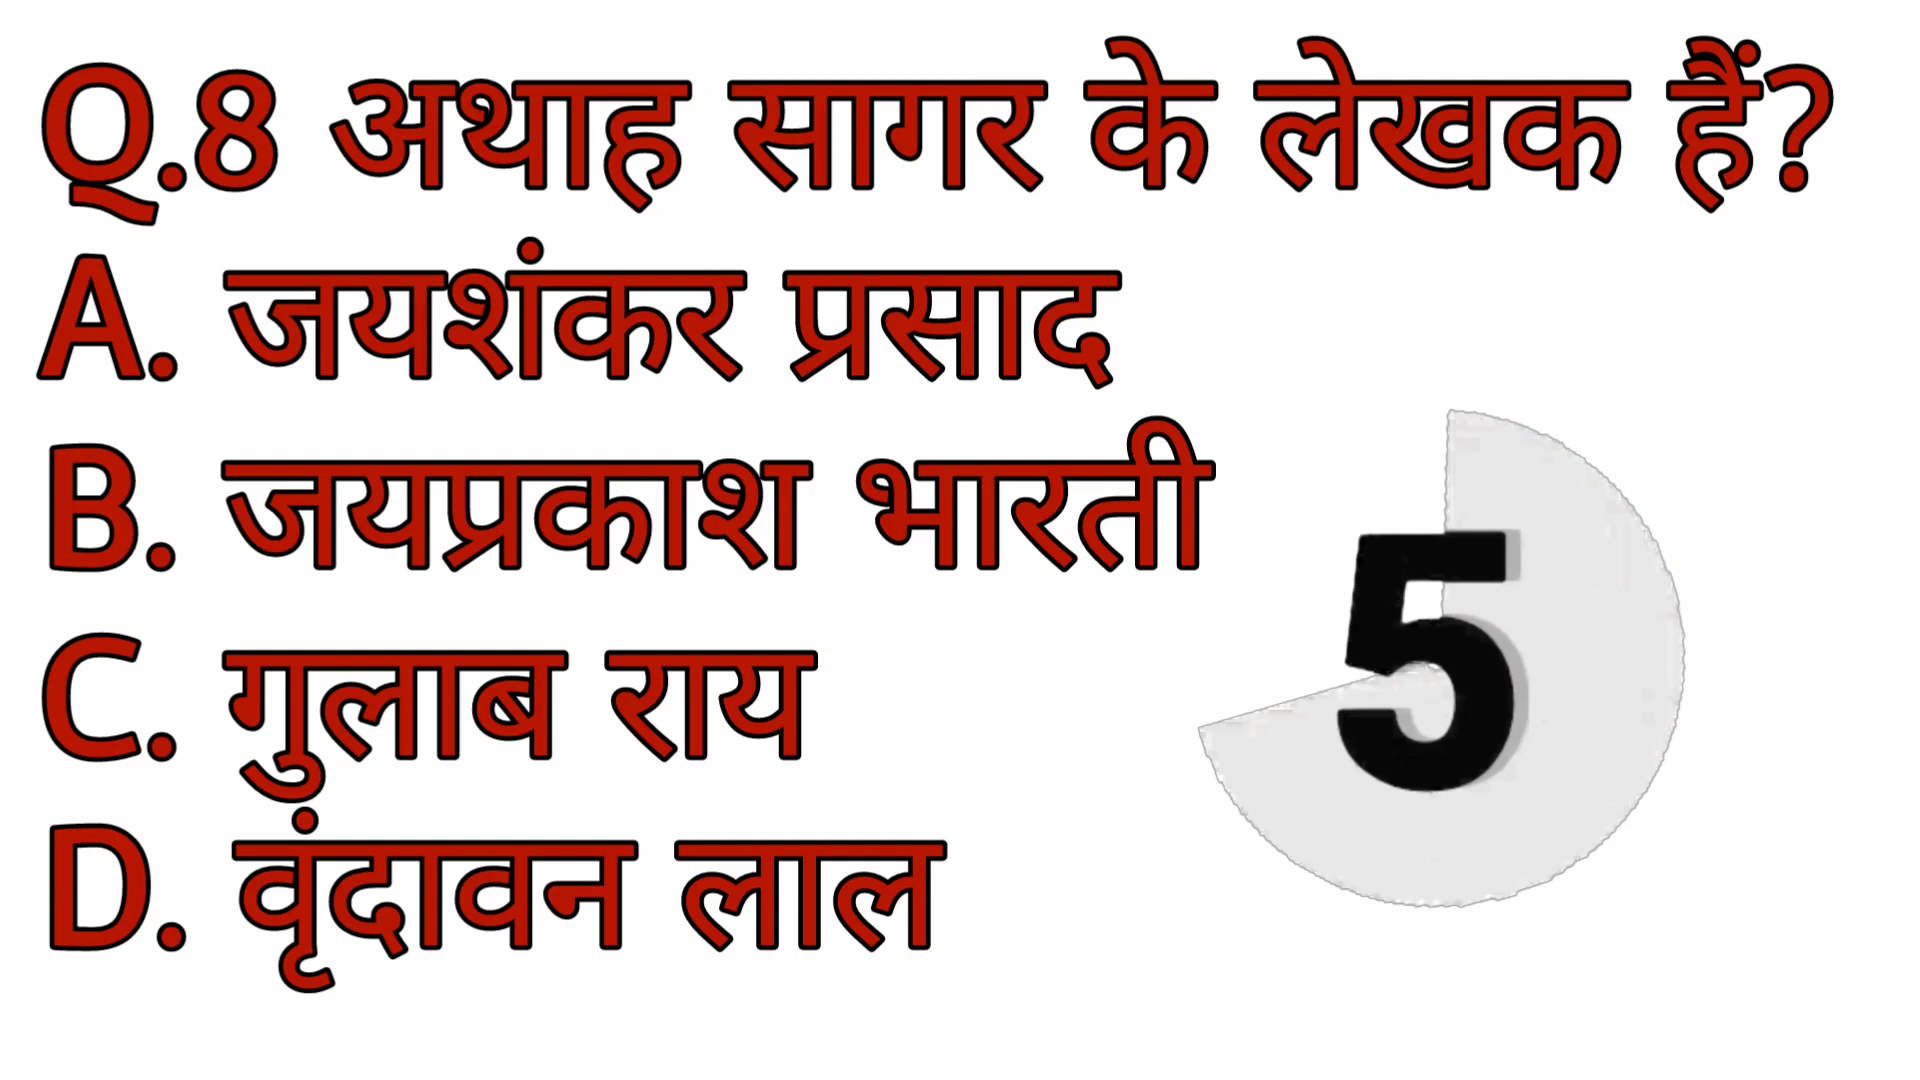 Q.8 अथाह सागर के लेखक हैं?
A. जयशंकर प्रसाद
B. जयप्रकाश भारती
5
C. गुलाब राय
D. वृंदावन लाल